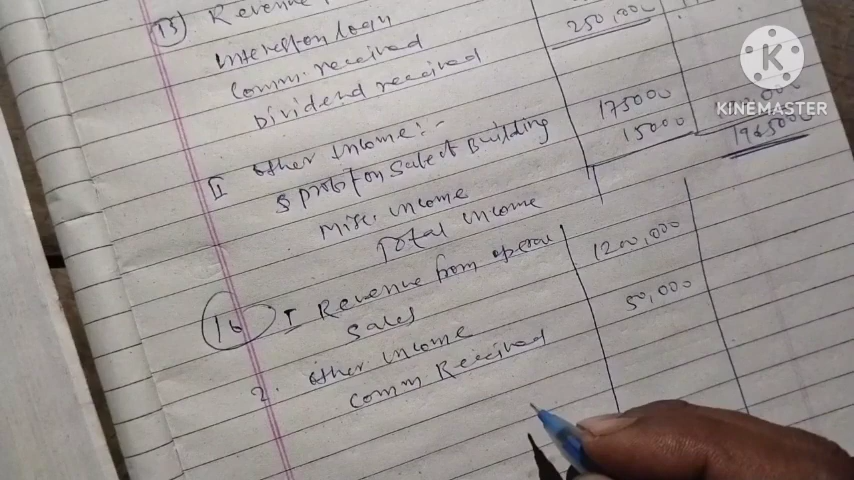 15) Revenue
Interest on loan
Comm. received 250,000
Dividend received
II Other Income:-
Profit on Sale of Building 175000
Misc. income 15000
Total income
16 I Revenue from operau
Sales 1200,000
2. Other income
Comm Received 50,000
K
KINEMASTER